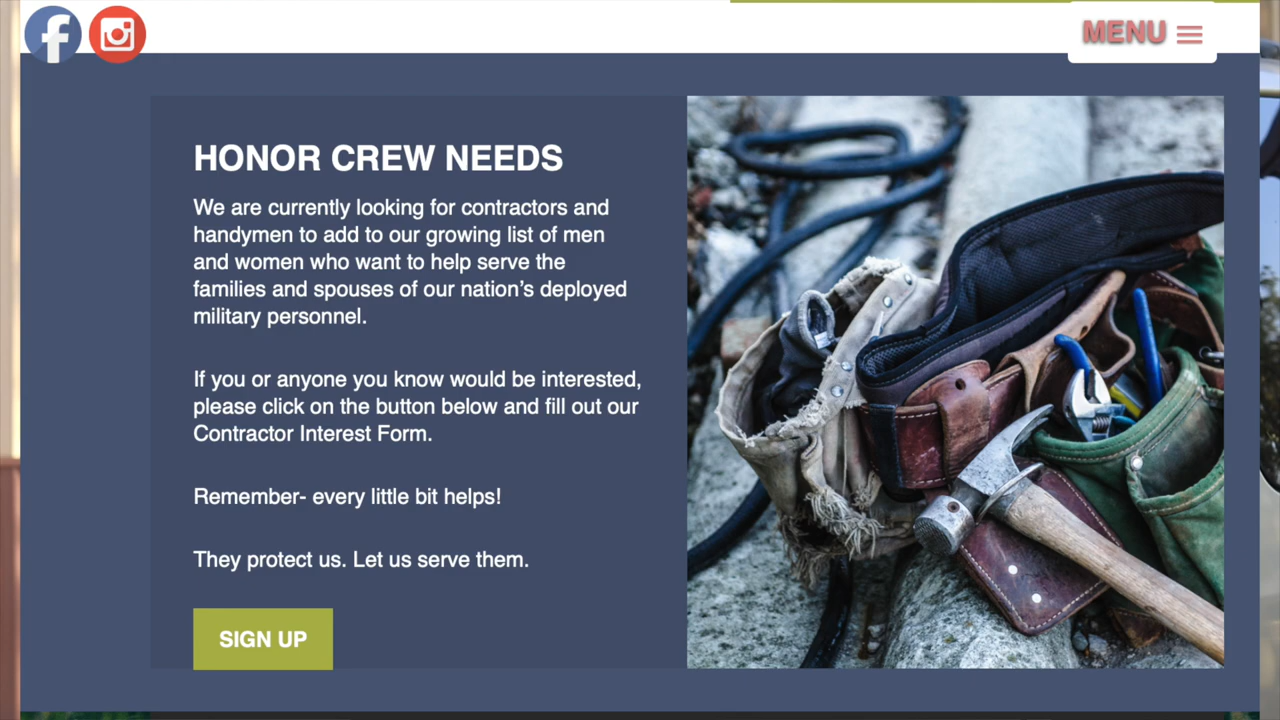 MENU
HONOR CREW NEEDS
We are currently looking for contractors and
handymen to add to our growing list of men
and women who want to help serve the
families and spouses of our nation’s deployed
military personnel.
If you or anyone you know would be interested,
please click on the button below and fill out our
Contractor Interest Form.
Remember- every little bit helps!
They protect us. Let us serve them.
SIGN UP